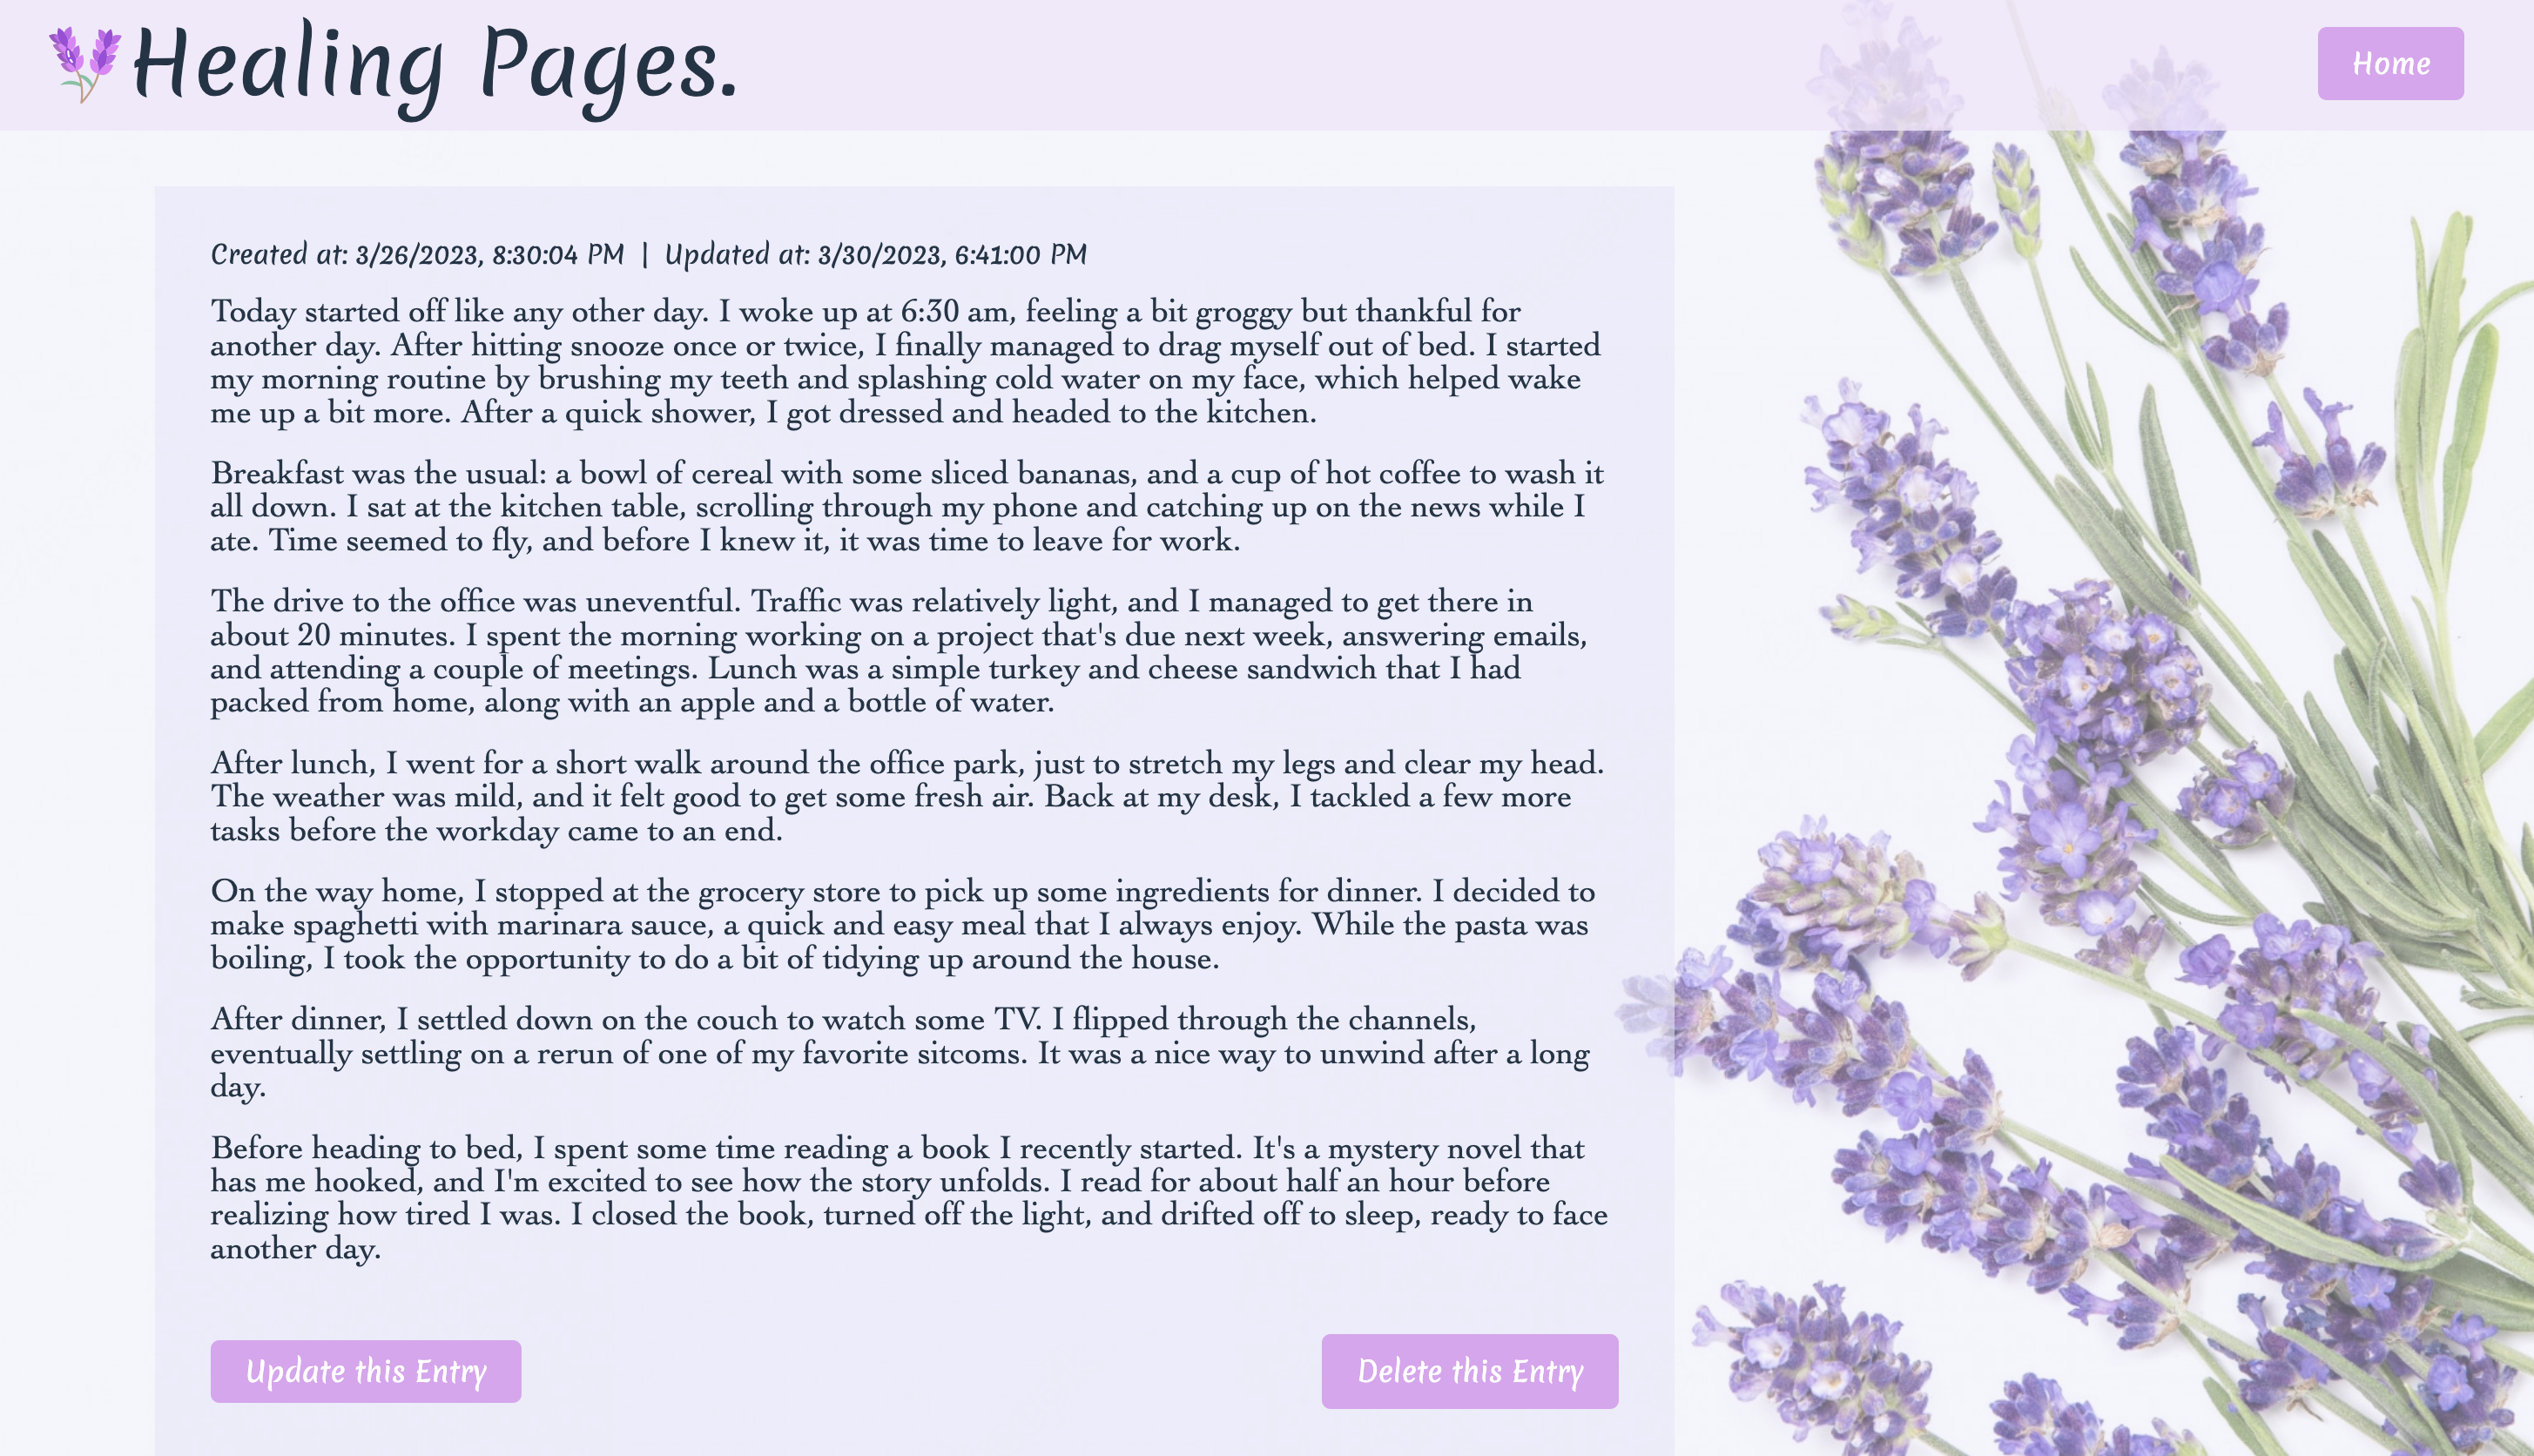 Healing Pages.
Home
Created at: 3/26/2023, 8:30:04 PM | Updated at: 3/30/2023, 6:41:00 PM
Today started off like any other day. I woke up at 6:30 am, feeling a bit groggy but thankful for
another day. After hitting snooze once or twice, I finally managed to drag myself out of bed. I started
my morning routine by brushing my teeth and splashing cold water on my face, which helped wake
me up a bit more. After a quick shower, I got dressed and headed to the kitchen.
Breakfast was the usual: a bowl of cereal with some sliced bananas, and a cup of hot coffee to wash it
all down. I sat at the kitchen table, scrolling through my phone and catching up on the news while I
ate. Time seemed to fly, and before I knew it, it was time to leave for work.
The drive to the office was uneventful. Traffic was relatively light, and I managed to get there in
about 20 minutes. I spent the morning working on a project that's due next week, answering emails,
and attending a couple of meetings. Lunch was a simple turkey and cheese sandwich that I had
packed from home, along with an apple and a bottle of water.
After lunch, I went for a short walk around the office park, just to stretch my legs and clear my head.
The weather was mild, and it felt good to get some fresh air. Back at my desk, I tackled a few more
tasks before the workday came to an end.
On the way home, I stopped at the grocery store to pick up some ingredients for dinner. I decided to
make spaghetti with marinara sauce, a quick and easy meal that I always enjoy. While the pasta was
boiling, I took the opportunity to do a bit of tidying up around the house.
After dinner, I settled down on the couch to watch some TV. I flipped through the channels,
eventually settling on a rerun of one of my favorite sitcoms. It was a nice way to unwind after a long
day.
Before heading to bed, I spent some time reading a book I recently started. It's a mystery novel that
has me hooked, and I'm excited to see how the story unfolds. I read for about half an hour before
realizing how tired I was. I closed the book, turned off the light, and drifted off to sleep, ready to face
another day.
Update this Entry
Delete this Entry